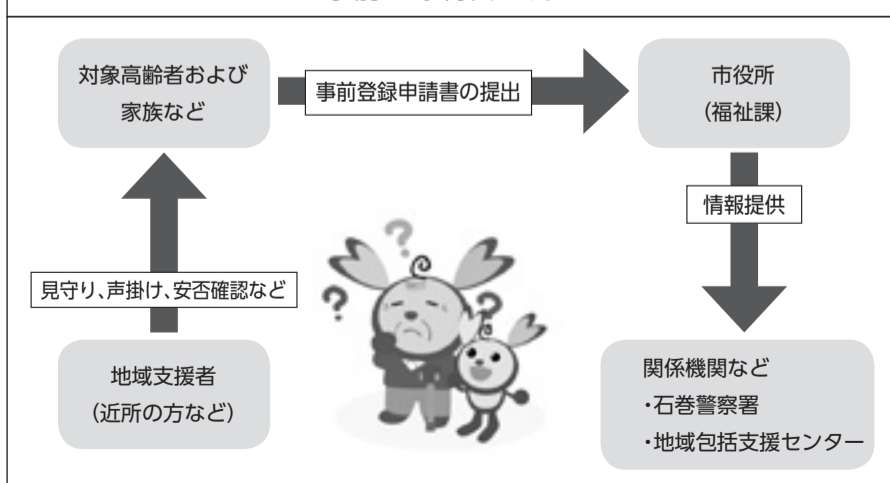 対象高齢者および
家族など
事前登録申請書の提出
市役所
（福祉課）
情報提供
見守り、声掛け、安否確認など
地域支援者
（近所の方など）
関係機関など
・石巻警察署
・地域包括支援センター
?
?
?